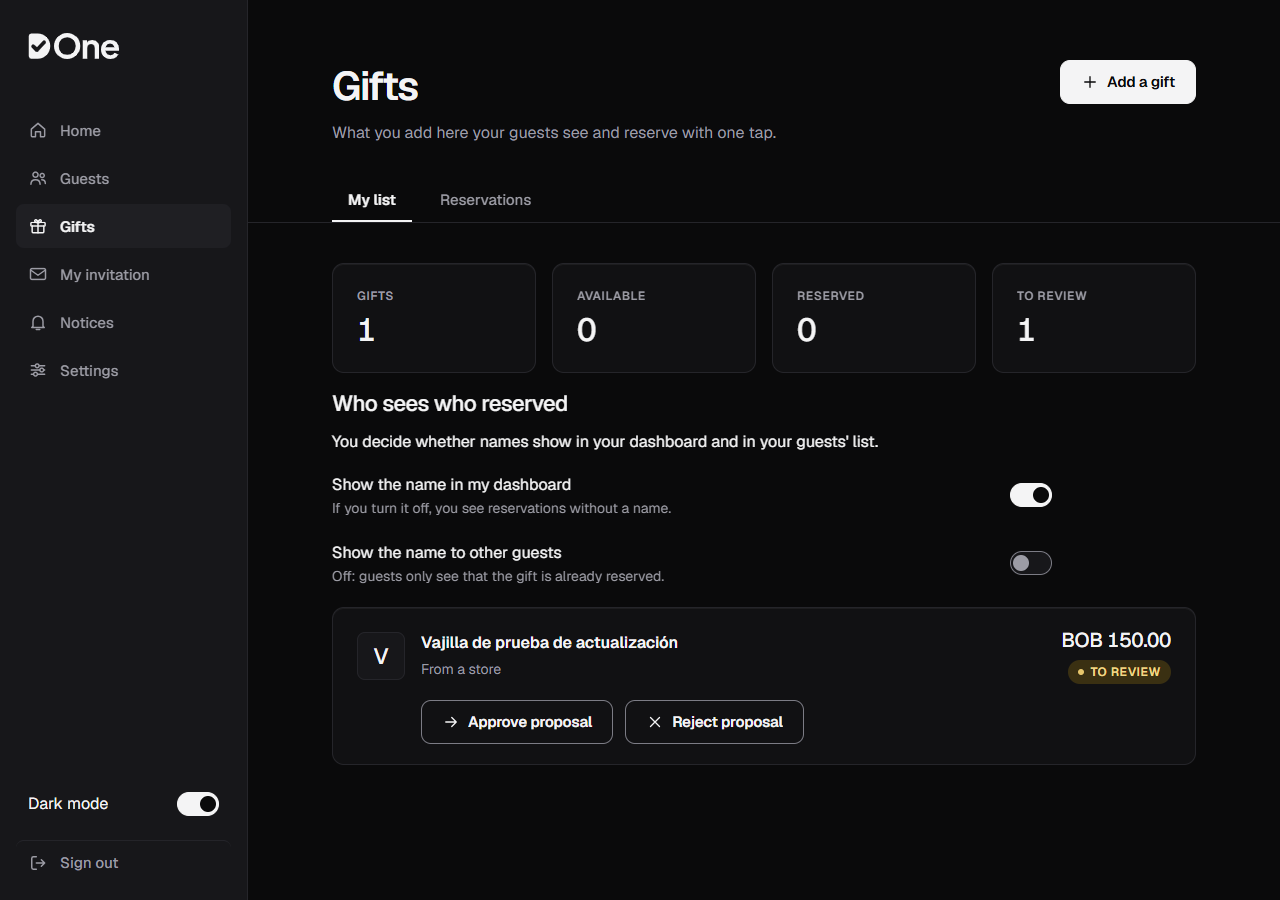 DOne
Home
Guests
Gifts
My invitation
Notices
Settings
Dark mode
Sign out
Gifts
What you add here your guests see and reserve with one tap.
Add a gift
My list
Reservations
GIFTS
1
AVAILABLE
0
RESERVED
0
TO REVIEW
1
Who sees who reserved
You decide whether names show in your dashboard and in your guests' list.
Show the name in my dashboard
If you turn it off, you see reservations without a name.
Show the name to other guests
Off: guests only see that the gift is already reserved.
V
Vajilla de prueba de actualización
From a store
BOB 150.00
TO REVIEW
Approve proposal
Reject proposal